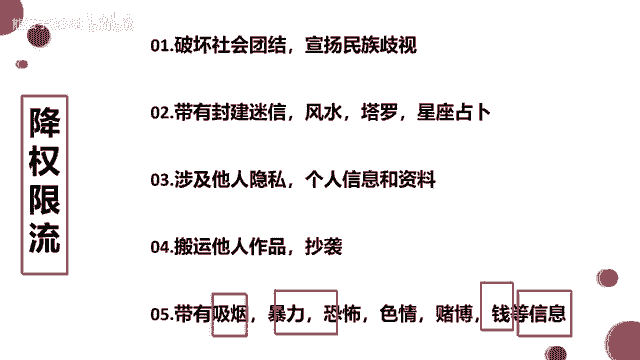 降权限流
01.破坏社会团结，宣扬民族歧视
02.带有封建迷信，风水，塔罗，星座占卜
03.涉及他人隐私，个人信息和资料
04.搬运他人作品，抄袭
05.带有吸烟，暴力，恐怖，色情，赌博，钱等信息